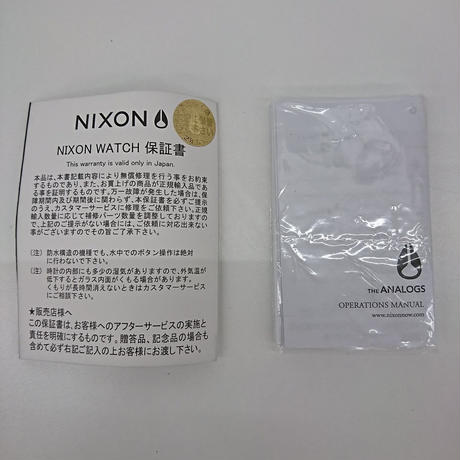 NIXON
NIXON WATCH 保証書
This warranty is valid only in Japan.
本品は、本書記載内容により無償修理を行う事をお約束
するものであり、また、お買上げの商品が正規輸入品であ
る事を証明するものです。万一故障が発生した場合は、保
障期間内及び期間後に関わらず、本保証書を必ずご提示
のうえ、カスタマーサービスに修理をご依頼下さい。正規
輸入数量に応じて補修パーツ数量を調整しておりますの
で、上記のご提示がない場合には、ご依頼に対応出来ない
事がございますのでその旨ご了承下さい。
(注) 防水構造の機種でも、水中でのボタン操作は絶対
に行わないで下さい。
(注) 時計の内部にも多少の湿気がありますので、外気温が
低下するとガラス内面がくもる場合があります。
くもりが長時間消えないときはカスタマーサービス
にご相談下さい。
★販売店様へ
この保証書は、お客様へのアフターサービスの実施と
責任を明確にするものです。贈答品、記念品の場合も
含めて必ず右記ご記入の上お客様にお渡し下さい。
THE ANALOGS
OPERATIONS MANUAL
www.nixonnow.com